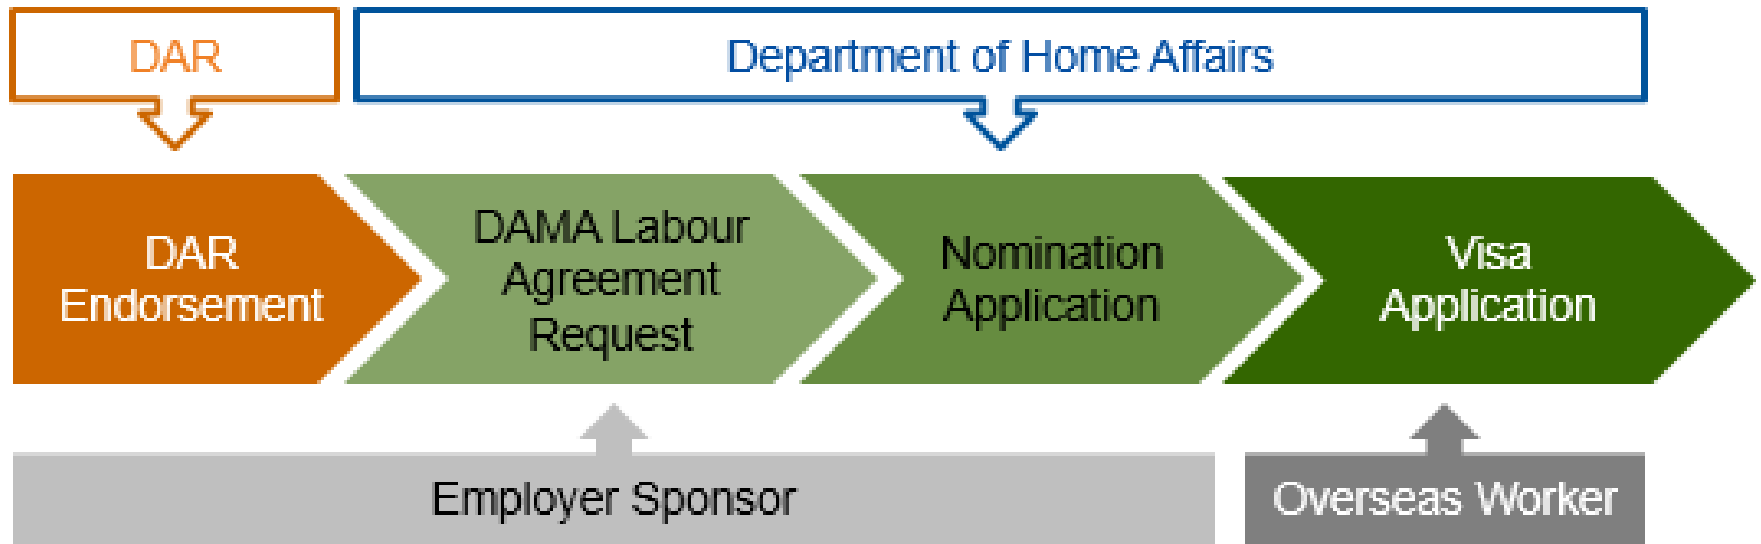 DAR
Department of Home Affairs
DAR
Endorsement
DAMA Labour
Agreement
Request
Nomination
Application
Visa
Application
Employer Sponsor
Overseas Worker